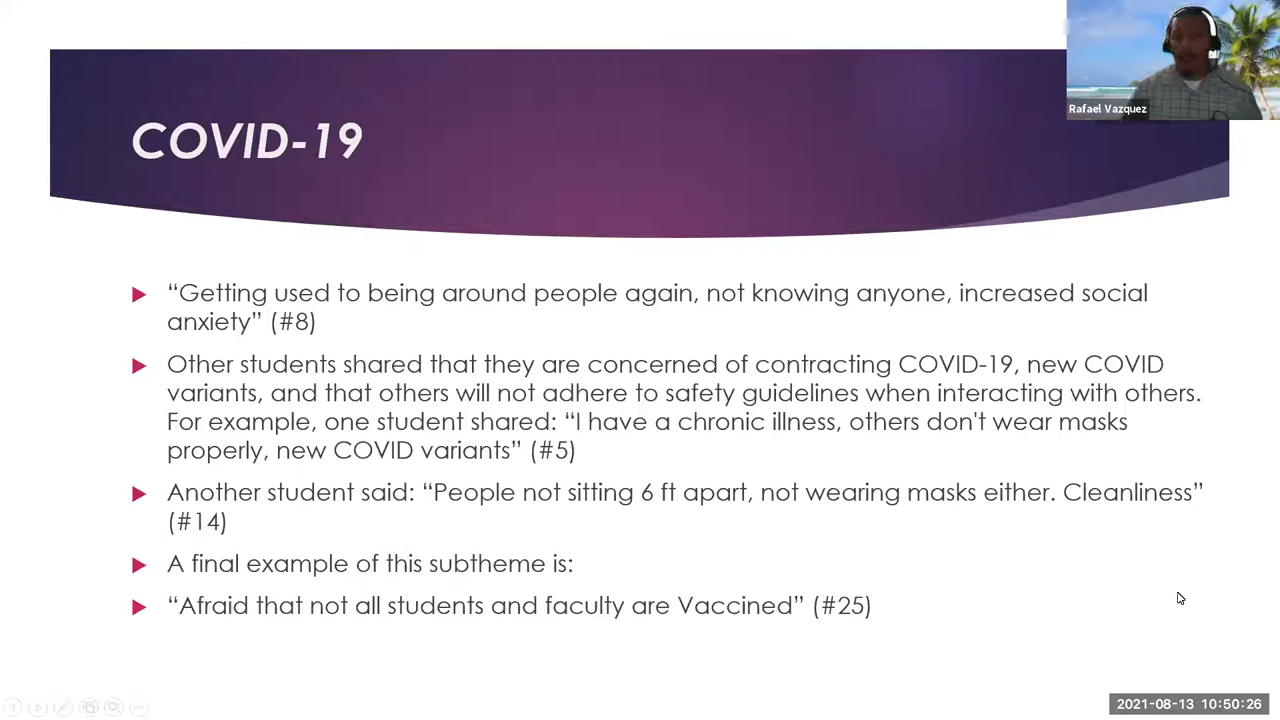 Rafael Vazquez
COVID-19
“Getting used to being around people again, not knowing anyone, increased social
anxiety” (#8)
Other students shared that they are concerned of contracting COVID-19, new COVID
variants, and that others will not adhere to safety guidelines when interacting with others.
For example, one student shared: “I have a chronic illness, others don't wear masks
properly, new COVID variants” (#5)
Another student said: “People not sitting 6 ft apart, not wearing masks either. Cleanliness”
(#14)
A final example of this subtheme is:
“Afraid that not all students and faculty are Vaccined” (#25)
2021-08-13 10:50:26